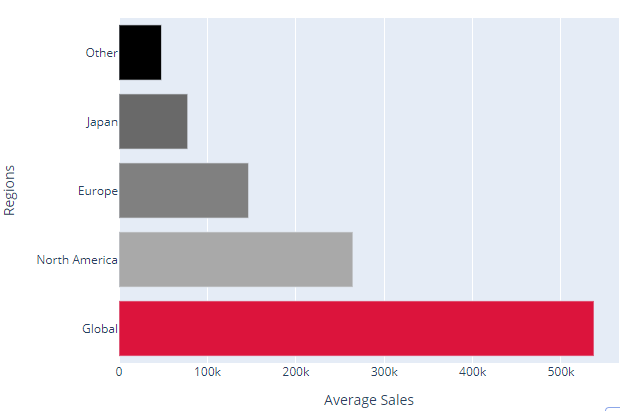 Regions
Other
Japan
Europe
North America
Global
0 100k 200k 300k 400k 500k
Average Sales